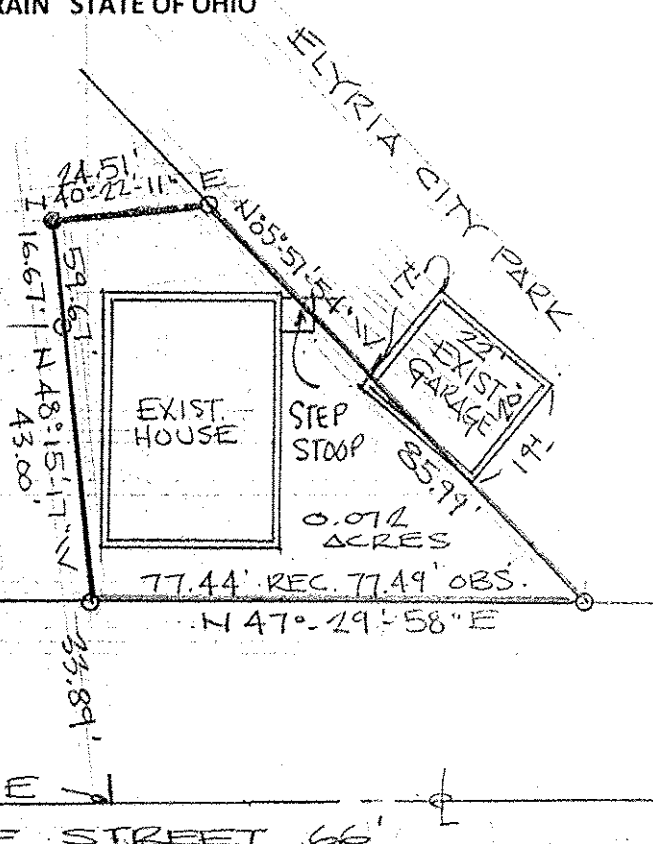 RAIN STATE OF OHIO
ELYRIA CITY PARK
24.51'
40-22-11"
E
I
N 05°-51'-54" W
16.67'
59.67'
N 48°15'-17" W
43.00'
17'-
22'
EXIST.
GARAGE
19'-
EXIST.
HOUSE
STEP
STOOP
85.99'
0.072
ACRES
77.44' REC. 77.49' OBS.
N 47°-29'-58" E
33.89'
E
STREET 66'